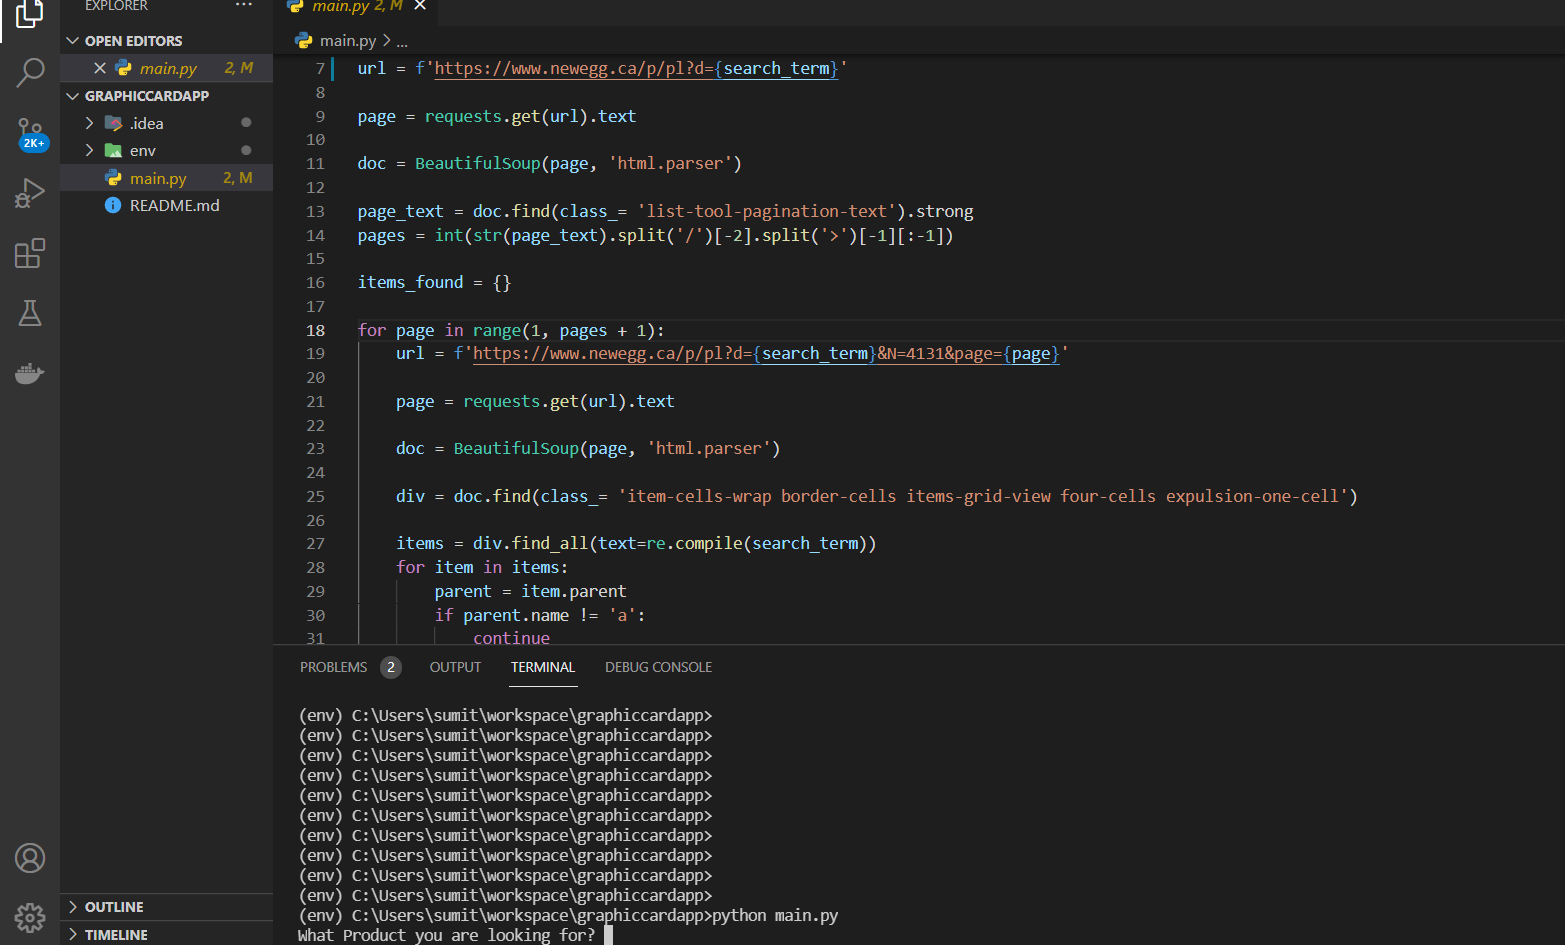 EXPLORER
...
OPEN EDITORS
main.py 2, M
GRAPHICCARDAPP
.idea
env
main.py 2, M
README.md
2K+
OUTLINE
TIMELINE
main.py 2, M
main.py > ...
7 url = f'https://www.newegg.ca/p/pl?d={search_term}'
8
9 page = requests.get(url).text
10
11 doc = BeautifulSoup(page, 'html.parser')
12
13 page_text = doc.find(class_= 'list-tool-pagination-text').strong
14 pages = int(str(page_text).split('/')[-2].split('>')[-1][:-1])
15
16 items_found = {}
17
18 for page in range(1, pages + 1):
19 url = f'https://www.newegg.ca/p/pl?d={search_term}&N=4131&page={page}'
20
21 page = requests.get(url).text
22
23 doc = BeautifulSoup(page, 'html.parser')
24
25 div = doc.find(class_= 'item-cells-wrap border-cells items-grid-view four-cells expulsion-one-cell')
26
27 items = div.find_all(text=re.compile(search_term))
28 for item in items:
29 parent = item.parent
30 if parent.name != 'a':
31 continue
PROBLEMS 2 OUTPUT TERMINAL DEBUG CONSOLE
(env) C:\Users\sumit\workspace\graphiccardapp>
(env) C:\Users\sumit\workspace\graphiccardapp>
(env) C:\Users\sumit\workspace\graphiccardapp>
(env) C:\Users\sumit\workspace\graphiccardapp>
(env) C:\Users\sumit\workspace\graphiccardapp>
(env) C:\Users\sumit\workspace\graphiccardapp>
(env) C:\Users\sumit\workspace\graphiccardapp>
(env) C:\Users\sumit\workspace\graphiccardapp>
(env) C:\Users\sumit\workspace\graphiccardapp>
(env) C:\Users\sumit\workspace\graphiccardapp>
(env) C:\Users\sumit\workspace\graphiccardapp>python main.py
What Product you are looking for?